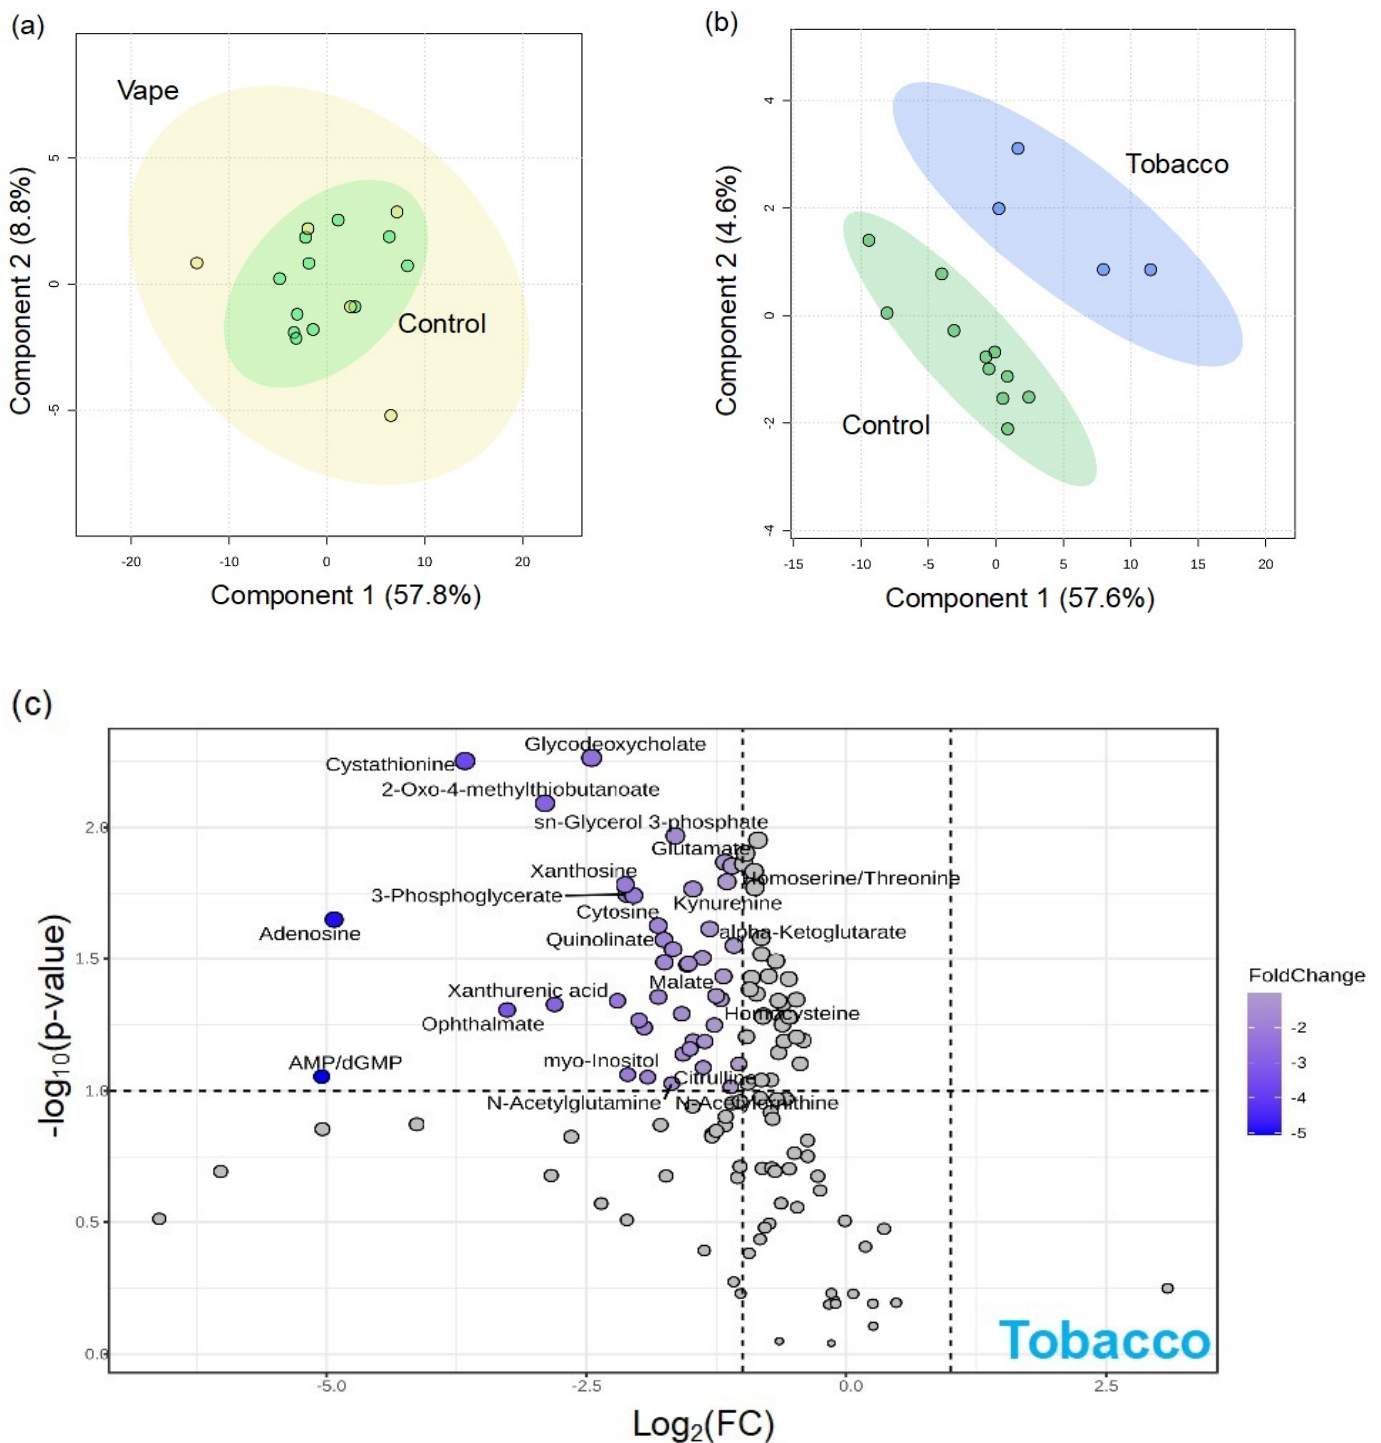 (a)
Vape
Control
Component 2 (8.8%)
5
0
-5
-20
-10
0
10
20
Component 1 (57.8%)
(b)
Tobacco
Control
Component 2 (4.6%)
4
2
0
-2
-4
-15
-10
-5
0
5
10
15
20
Component 1 (57.6%)
(c)
Glycodeoxycholate
Cystathionine
2-Oxo-4-methylthiobutanoate
sn-Glycerol 3-phosphate
Glutamate
Xanthosine
Homoserine/Threonine
3-Phosphoglycerate
Kynurenine
Cytosine
Adenosine
alpha-Ketoglutarate
Quinolinate
Malate
Xanthurenic acid
Homocysteine
Ophthalmate
AMP/dGMP
myo-Inositol
Citrulline
N-Acetylglutamine
N-Acetylornithine
-log10(p-value)
2.0
1.5
1.0
0.5
0.0
-5.0
-2.5
0.0
2.5
Log2(FC)
Tobacco
FoldChange
-2
-3
-4
-5